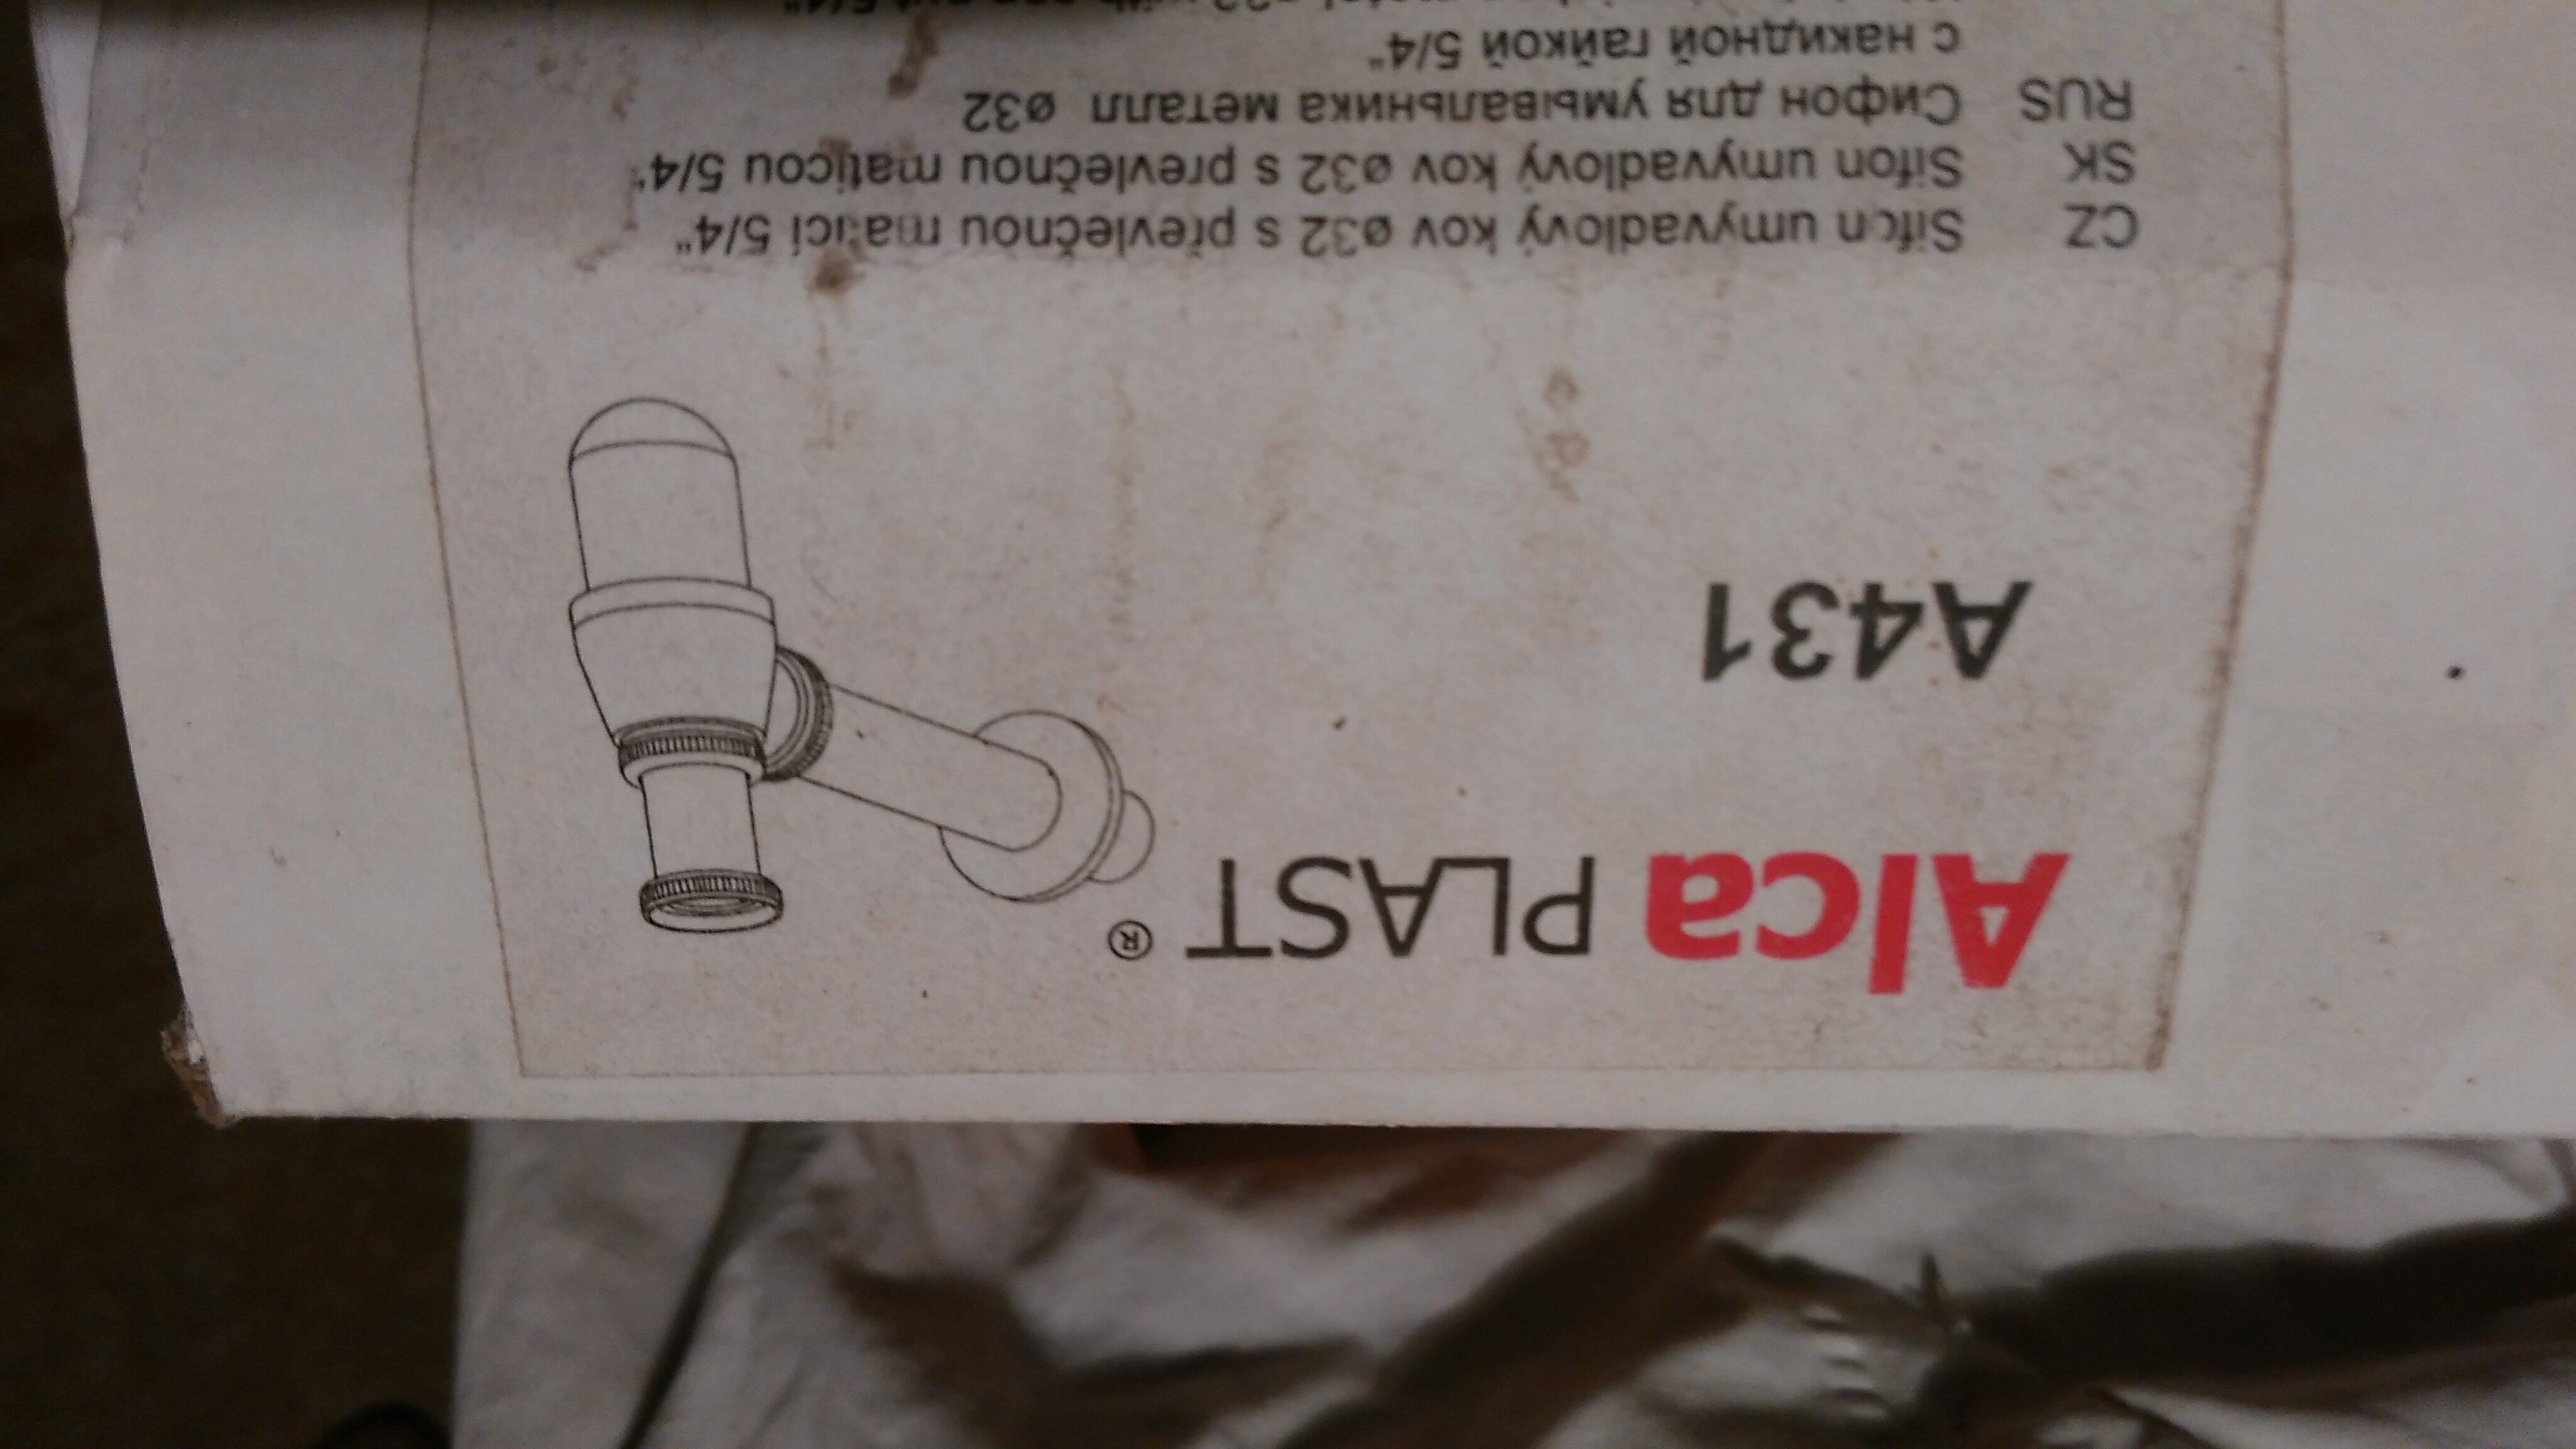 Alca PLAST ®
A431
CZ Sifon umyvadlový kov ø32 s převlečnou maticí 5/4"
SK Sifon umývadlový kov ø32 s prevlečnou maticou 5/4"
RUS Сифон для умывальника металл ø32
с накидной гайкой 5/4"